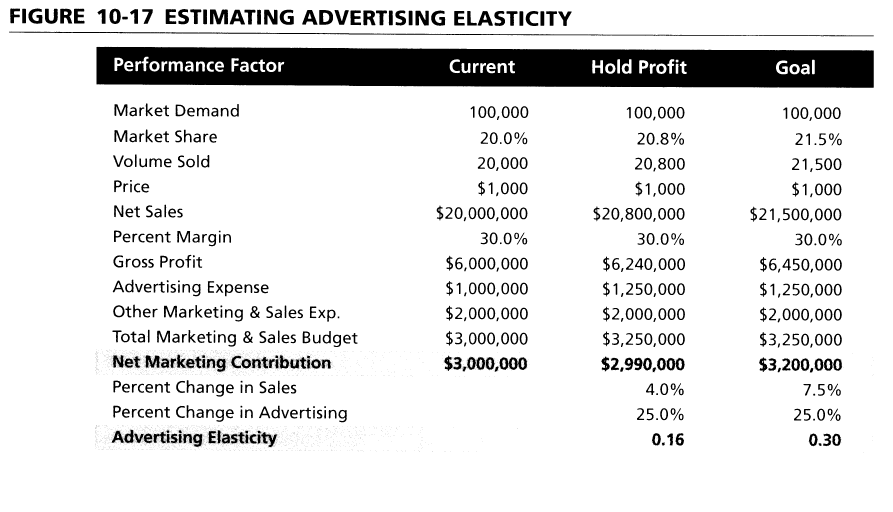 FIGURE 10-17 ESTIMATING ADVERTISING ELASTICITY
Performance Factor Current Hold Profit Goal
Market Demand 100,000 100,000 100,000
Market Share 20.0% 20.8% 21.5%
Volume Sold 20,000 20,800 21,500
Price $1,000 $1,000 $1,000
Net Sales $20,000,000 $20,800,000 $21,500,000
Percent Margin 30.0% 30.0% 30.0%
Gross Profit $6,000,000 $6,240,000 $6,450,000
Advertising Expense $1,000,000 $1,250,000 $1,250,000
Other Marketing & Sales Exp. $2,000,000 $2,000,000 $2,000,000
Total Marketing & Sales Budget $3,000,000 $3,250,000 $3,250,000
Net Marketing Contribution $3,000,000 $2,990,000 $3,200,000
Percent Change in Sales 4.0% 7.5%
Percent Change in Advertising 25.0% 25.0%
Advertising Elasticity 0.16 0.30